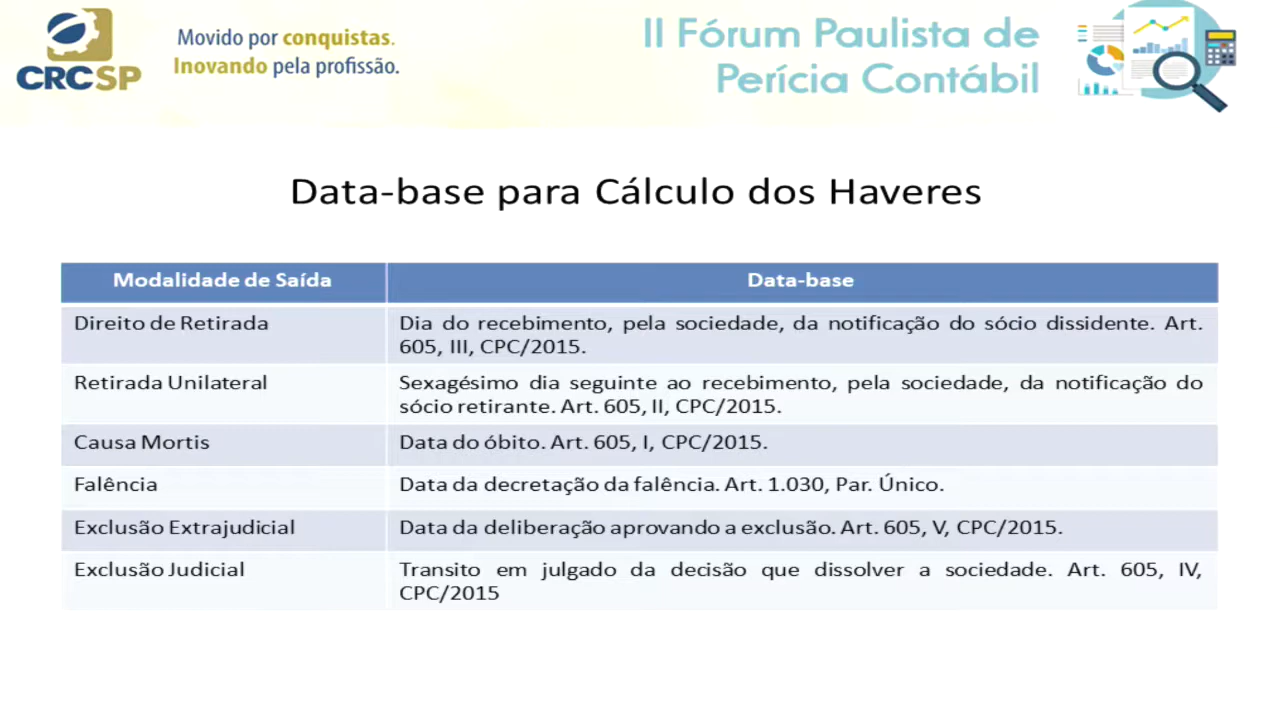 CRCSP
Movido por conquistas.
Inovando pela profissão.
II Fórum Paulista de
Perícia Contábil
Data-base para Cálculo dos Haveres
Modalidade de Saída
Data-base
Direito de Retirada
Dia do recebimento, pela sociedade, da notificação do sócio dissidente. Art.
605, III, CPC/2015.
Retirada Unilateral
Sexagésimo dia seguinte ao recebimento, pela sociedade, da notificação do
sócio retirante. Art. 605, II, CPC/2015.
Causa Mortis
Data do óbito. Art. 605, I, CPC/2015.
Falência
Data da decretação da falência. Art. 1.030, Par. Único.
Exclusão Extrajudicial
Data da deliberação aprovando a exclusão. Art. 605, V, CPC/2015.
Exclusão Judicial
Transito em julgado da decisão que dissolver a sociedade. Art. 605, IV,
CPC/2015